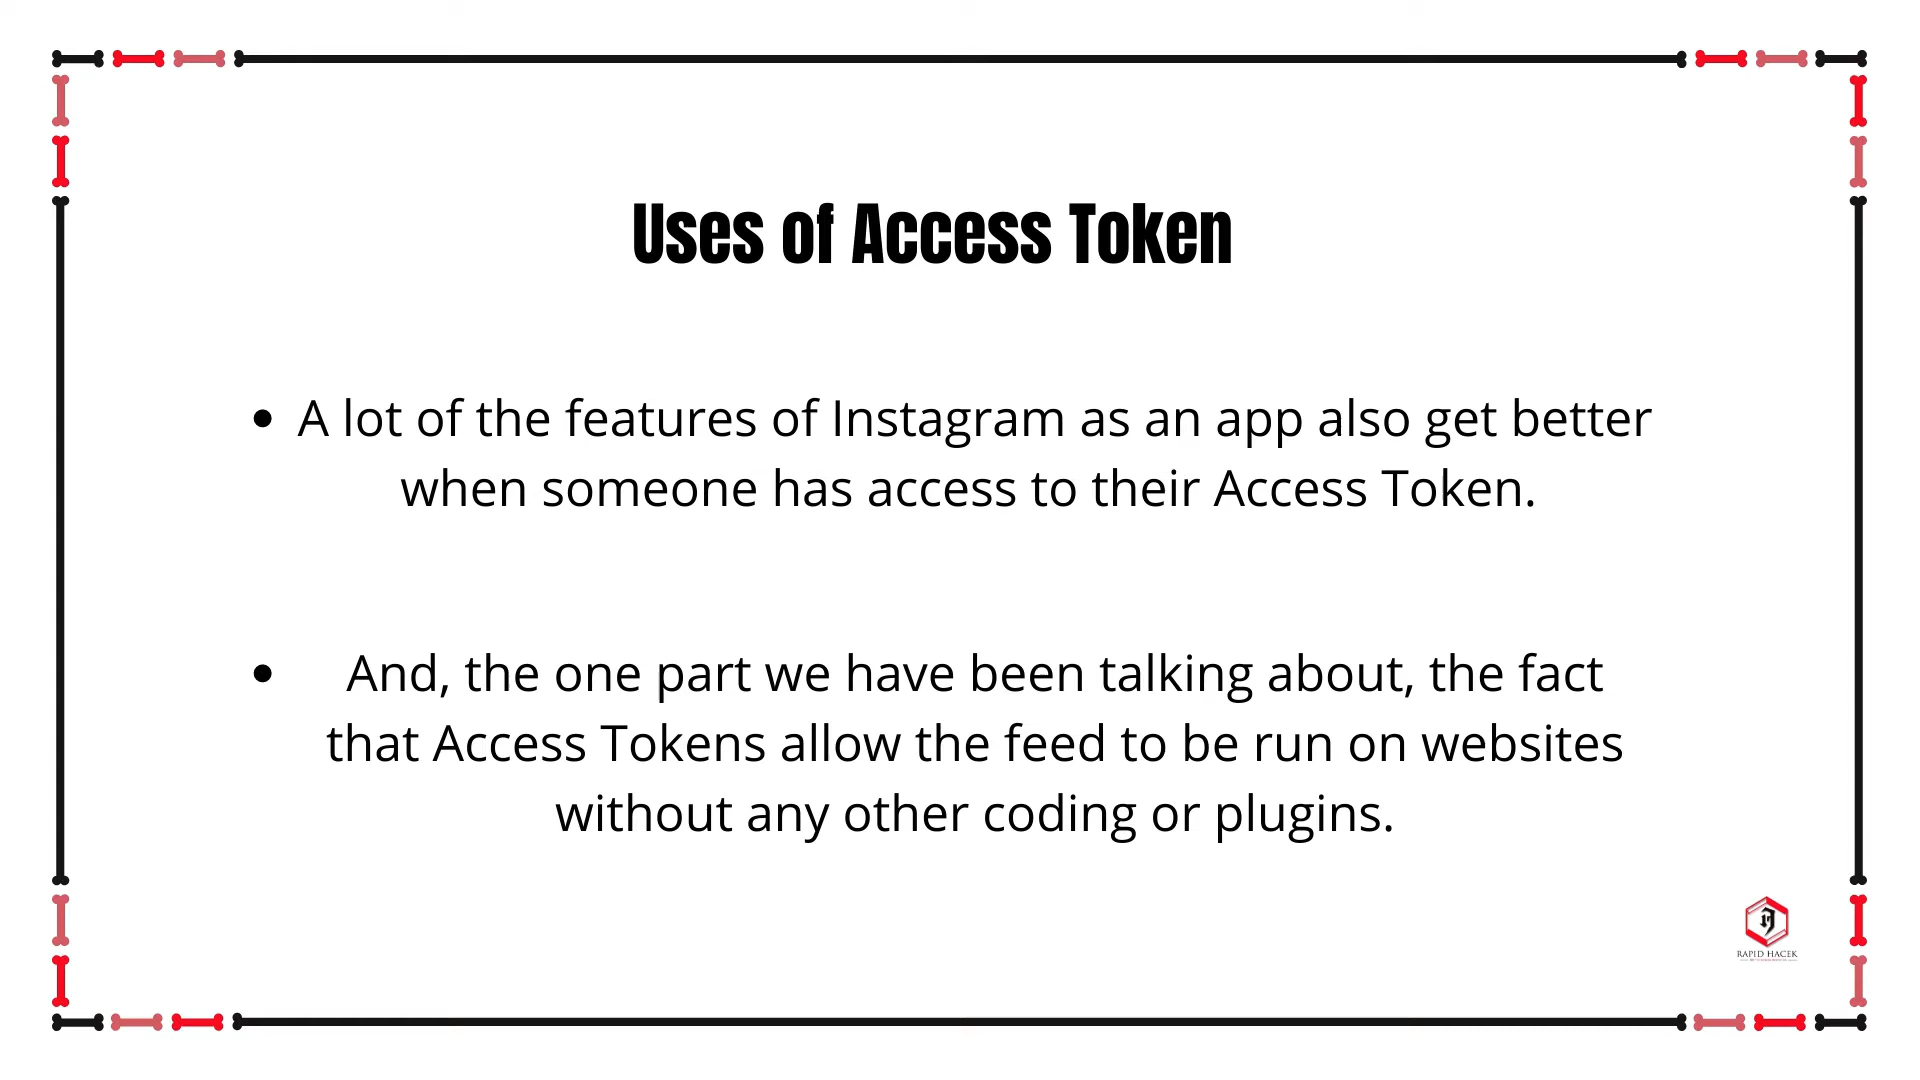 Uses of Access Token
• A lot of the features of Instagram as an app also get better
when someone has access to their Access Token.
• And, the one part we have been talking about, the fact
that Access Tokens allow the feed to be run on websites
without any other coding or plugins.
RAPID HACEK